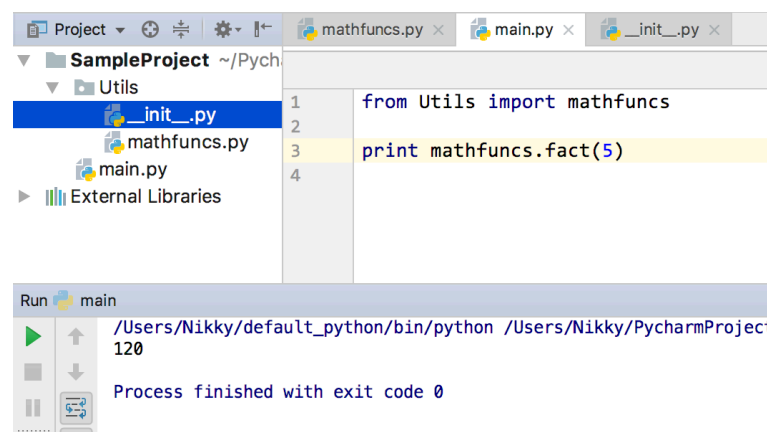 Project
mathfuncs.py
main.py
__init__.py
SampleProject ~/Pych
Utils
__init__.py
mathfuncs.py
main.py
External Libraries
1 from Utils import mathfuncs
2
3 print mathfuncs.fact(5)
4
Run main
/Users/Nikky/default_python/bin/python /Users/Nikky/PycharmProject
120
Process finished with exit code 0